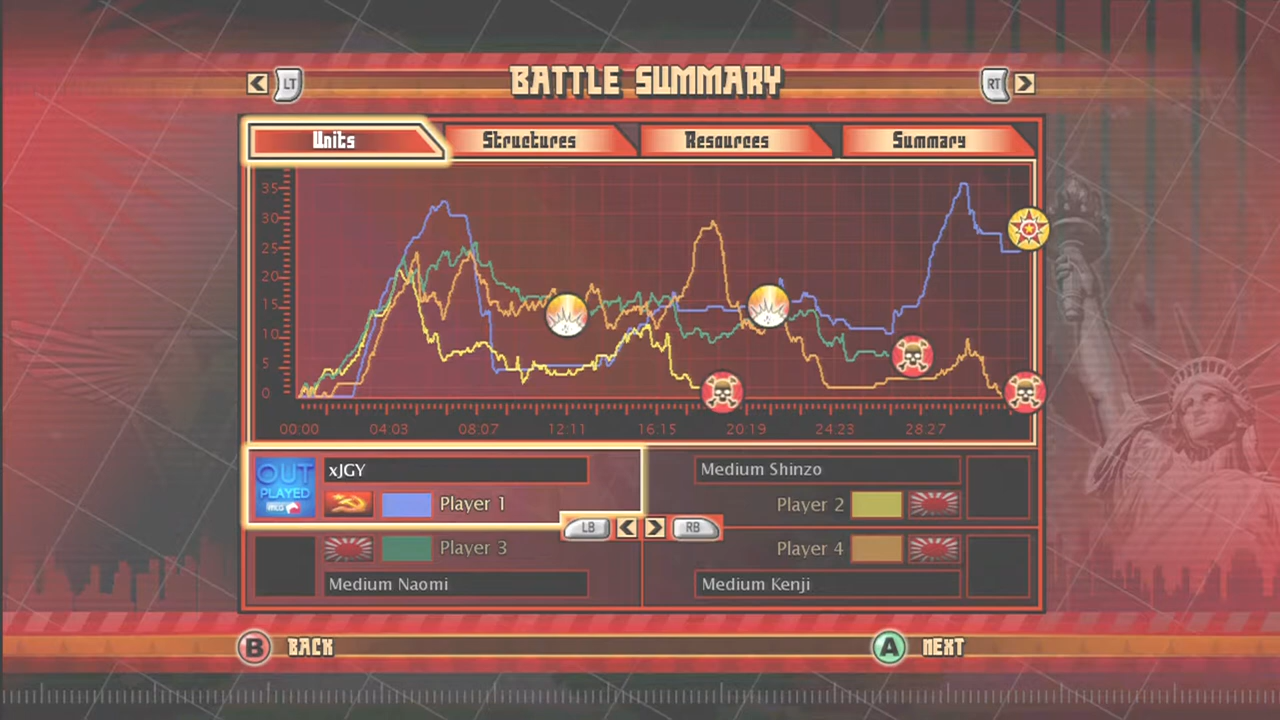 LT
BATTLE SUMMARY
RT
Units
Structures
Resources
Summary
35
30
25
20
15
10
5
0
00:00 04:03 08:07 12:11 16:15 20:19 24:23 28:27
OUT
PLAYED
MLG
xJGY
Player 1
Medium Shinzo
Player 2
LB
RB
Player 3
Medium Naomi
Player 4
Medium Kenji
B BACK
A NEXT